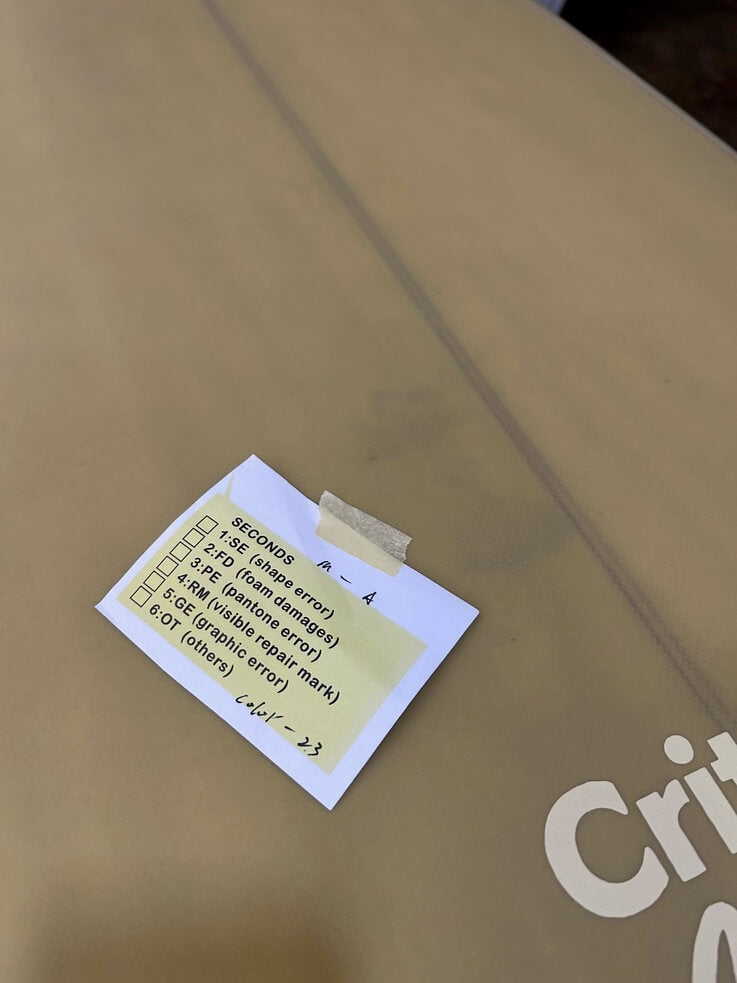 SECONDS
1:SE (shape error)
2:FD (foam damages)
3:PE (pantone error)
4:RM (visible repair mark)
5:GE (graphic error)
6:OT (others)
M - A
color - 23
Crit